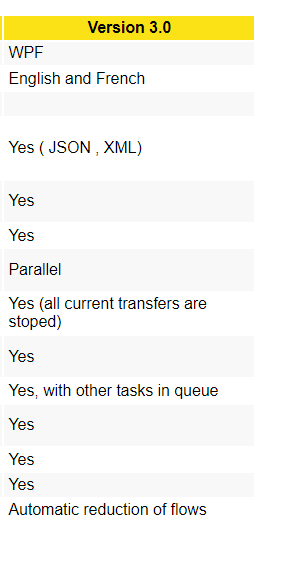 Version 3.0
WPF
English and French
Yes ( JSON , XML)
Yes
Yes
Parallel
Yes (all current transfers are
stoped)
Yes
Yes, with other tasks in queue
Yes
Yes
Yes
Automatic reduction of flows